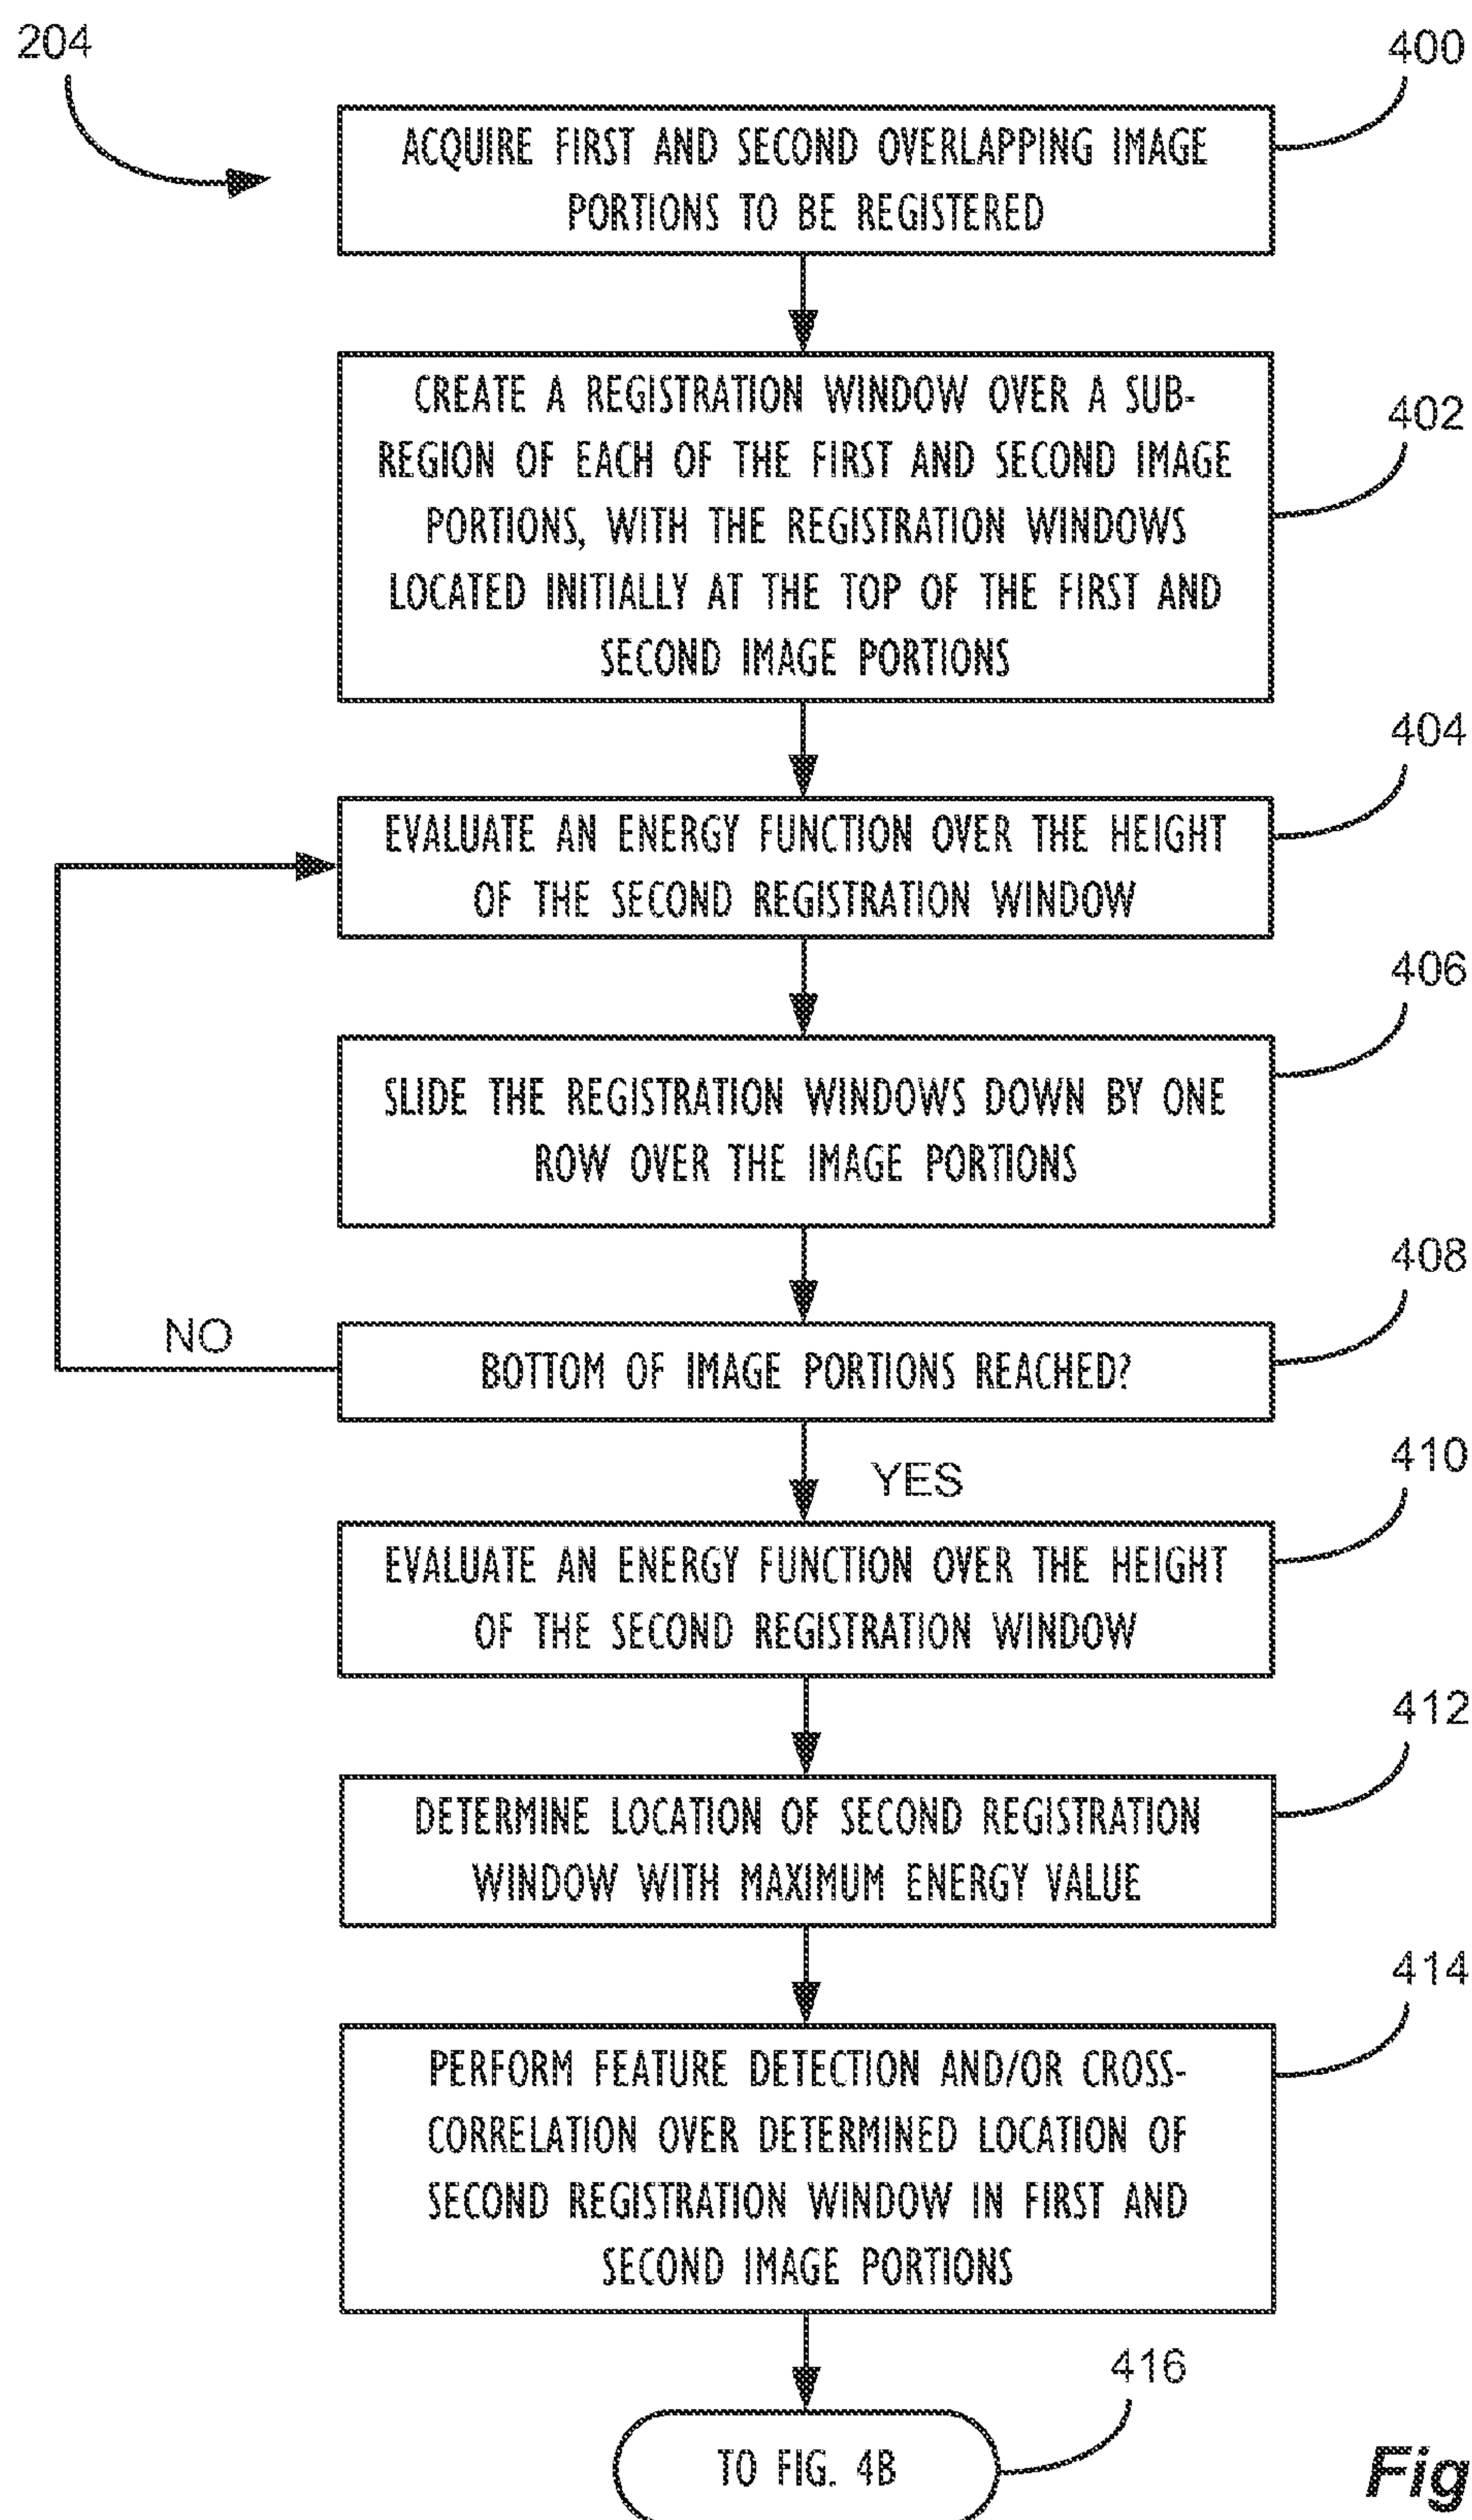 204
400
ACQUIRE FIRST AND SECOND OVERLAPPING IMAGE
PORTIONS TO BE REGISTERED
402
CREATE A REGISTRATION WINDOW OVER A SUB-
REGION OF EACH OF THE FIRST AND SECOND IMAGE
PORTIONS, WITH THE REGISTRATION WINDOWS
LOCATED INITIALLY AT THE TOP OF THE FIRST AND
SECOND IMAGE PORTIONS
404
EVALUATE AN ENERGY FUNCTION OVER THE HEIGHT
OF THE SECOND REGISTRATION WINDOW
406
SLIDE THE REGISTRATION WINDOWS DOWN BY ONE
ROW OVER THE IMAGE PORTIONS
408
NO
BOTTOM OF IMAGE PORTIONS REACHED?
YES
410
EVALUATE AN ENERGY FUNCTION OVER THE HEIGHT
OF THE SECOND REGISTRATION WINDOW
412
DETERMINE LOCATION OF SECOND REGISTRATION
WINDOW WITH MAXIMUM ENERGY VALUE
414
PERFORM FEATURE DETECTION AND/OR CROSS-
CORRELATION OVER DETERMINED LOCATION OF
SECOND REGISTRATION WINDOW IN FIRST AND
SECOND IMAGE PORTIONS
416
TO FIG. 4B
Fig